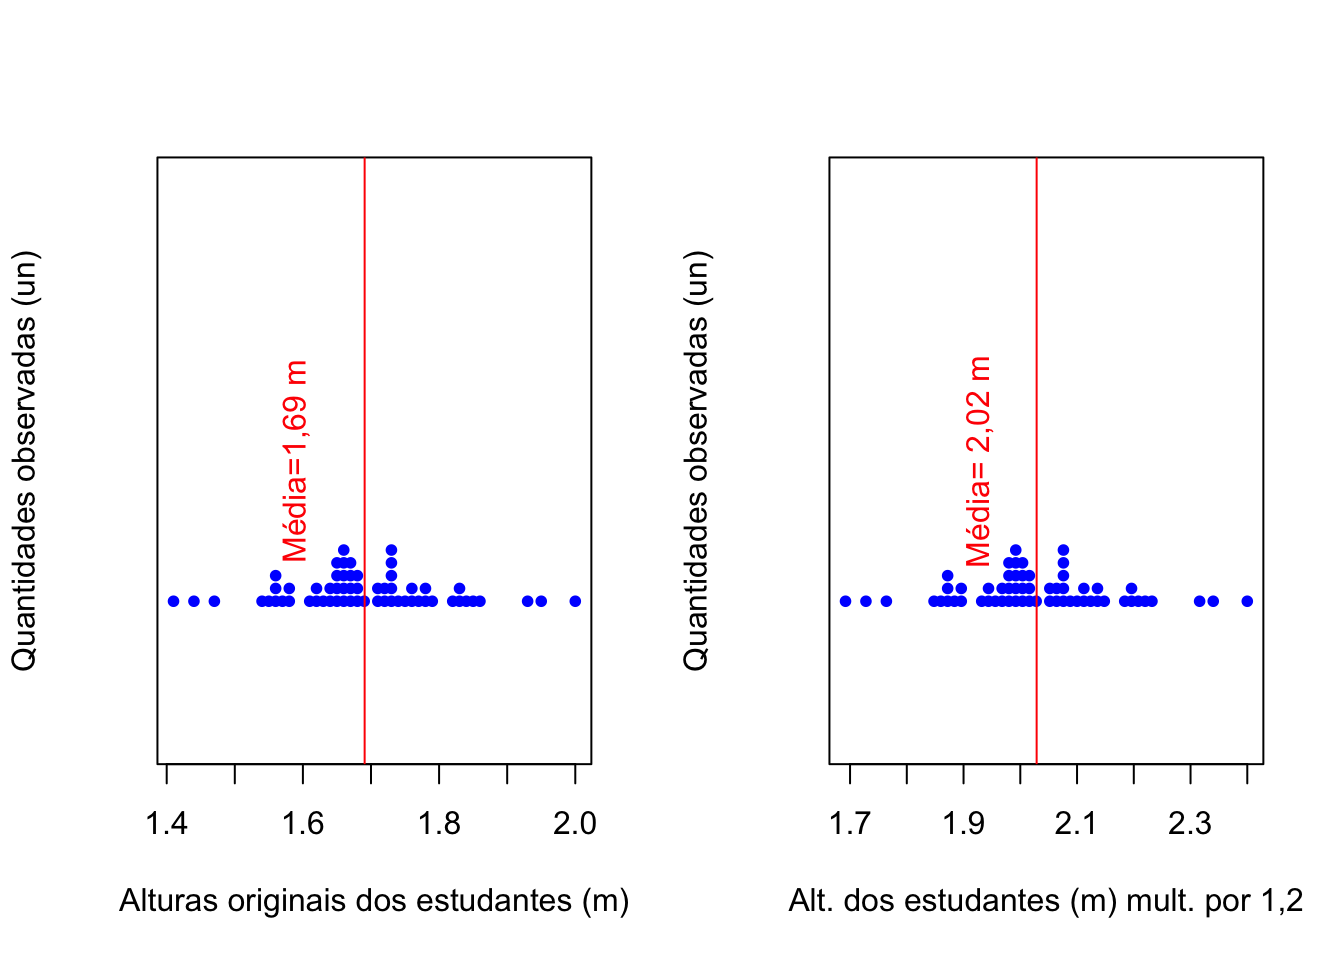 Quantidades observadas (un)
Média=1,69 m
1.4 1.6 1.8 2.0
Alturas originais dos estudantes (m)
Quantidades observadas (un)
Média= 2,02 m
1.7 1.9 2.1 2.3
Alt. dos estudantes (m) mult. por 1,2